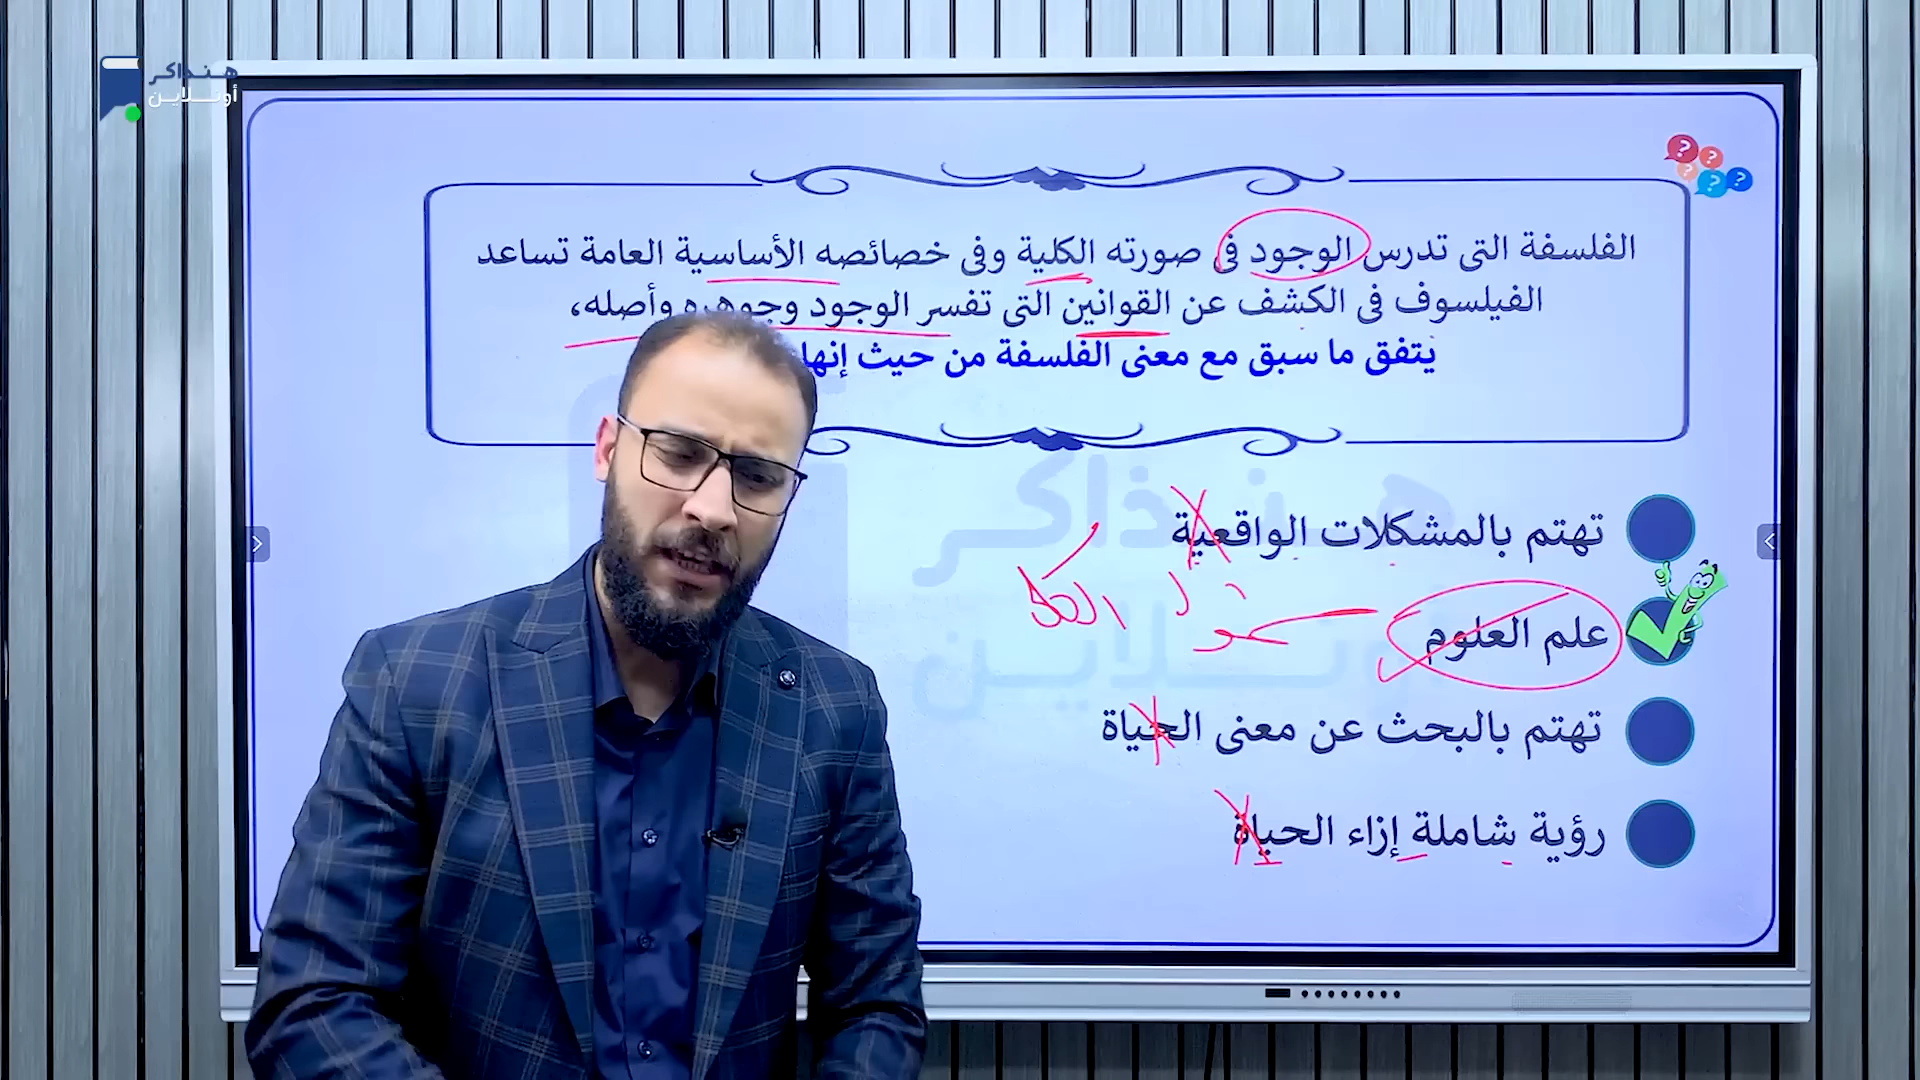 هنذاكر
أونلاين
الفلسفة التى تدرس الوجود فى صورته الكلية وفى خصائصه الأساسية العامة تساعد
الفيلسوف فى الكشف عن القوانين التى تفسر الوجود وجوهره وأصله،
يتفق ما سبق مع معنى الفلسفة من حيث إنها
تهتم بالمشكلات الواقعية
علم العلوم
تهتم بالبحث عن معنى الحياة
رؤية شاملة إزاء الحياة
هنذاكر
أونلاين